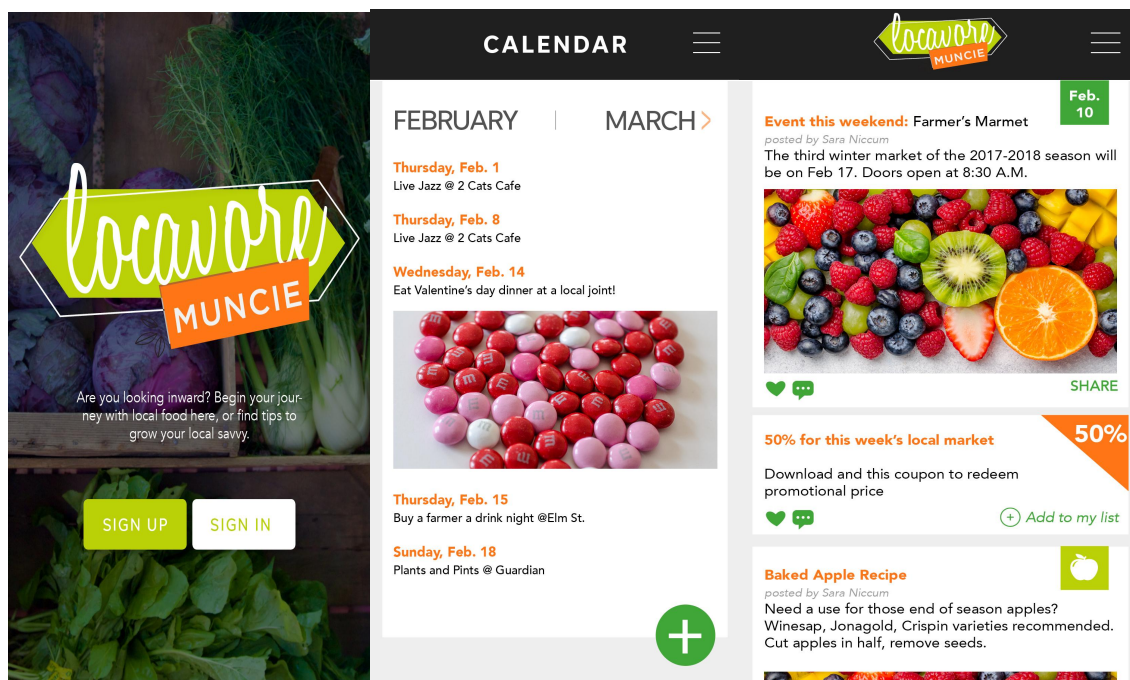 locavore
MUNCIE
Are you looking inward? Begin your jour-
ney with local food here, or find tips to
grow your local savvy.
SIGN UP
SIGN IN
CALENDAR
FEBRUARY
MARCH
Thursday, Feb. 1
Live Jazz @ 2 Cats Cafe
Thursday, Feb. 8
Live Jazz @ 2 Cats Cafe
Wednesday, Feb. 14
Eat Valentine's day dinner at a local joint!
Thursday, Feb. 15
Buy a farmer a drink night @Elm St.
Sunday, Feb. 18
Plants and Pints @ Guardian
locavore
MUNCIE
Feb.
10
Event this weekend: Farmer's Marmet
posted by Sara Niccum
The third winter market of the 2017-2018 season will
be on Feb 17. Doors open at 8:30 A.M.
SHARE
50% for this week's local market
50%
Download and this coupon to redeem
promotional price
Add to my list
Baked Apple Recipe
posted by Sara Niccum
Need a use for those end of season apples?
Winesap, Jonagold, Crispin varieties recommended.
Cut apples in half, remove seeds.